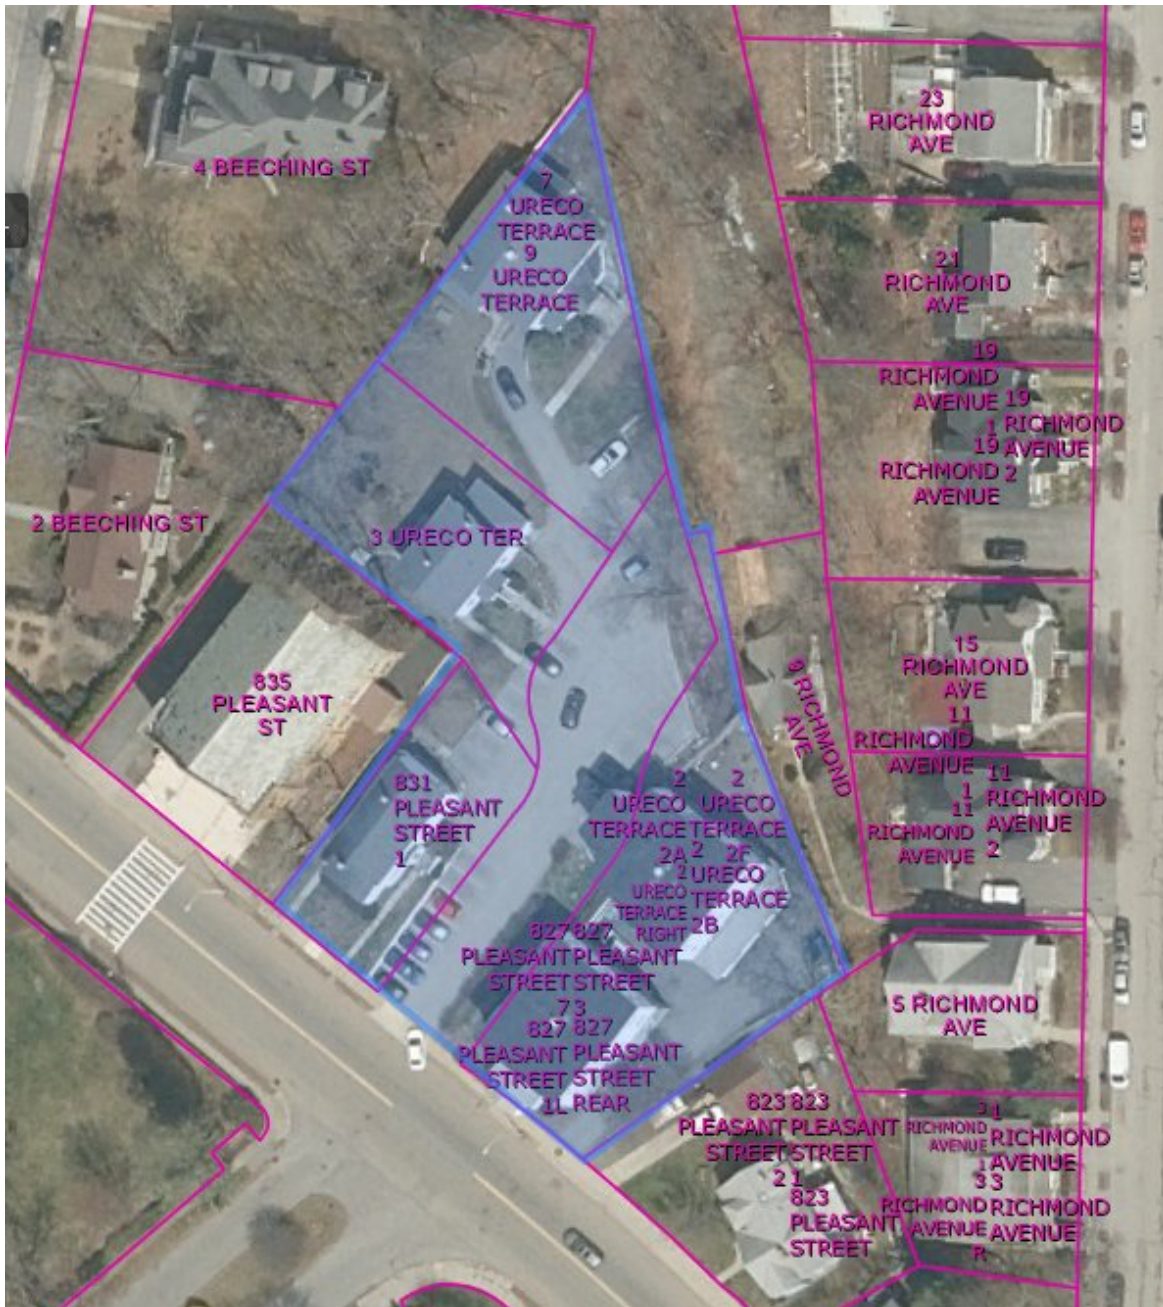 23
RICHMOND
AVE
4 BEECHING ST
7
URECO
TERRACE
9
URECO
TERRACE
21
RICHMOND
AVE
19
RICHMOND
AVENUE
1
19
RICHMOND
AVENUE
2
19
RICHMOND
AVENUE
2 BEECHING ST
3 URECO TER
15
RICHMOND
AVE
835
PLEASANT
ST
9 RICHMOND
AVE
11
RICHMOND
AVENUE
1
11
RICHMOND
AVENUE
2
11
RICHMOND
AVENUE
831
PLEASANT
STREET
1
2
URECO
TERRACE
2A
2
URECO
TERRACE
2F
2
URECO
TERRACE
RIGHT
2
URECO
TERRACE
2B
827
PLEASANT
STREET
7
827
PLEASANT
STREET
3
827
PLEASANT
STREET
1L
827
PLEASANT
STREET
REAR
5 RICHMOND
AVE
823
PLEASANT
STREET
2
823
PLEASANT
STREET
1
823
PLEASANT
STREET
3
RICHMOND
AVENUE
1
1
RICHMOND
AVENUE
3
RICHMOND
AVENUE
R
3
RICHMOND
AVENUE